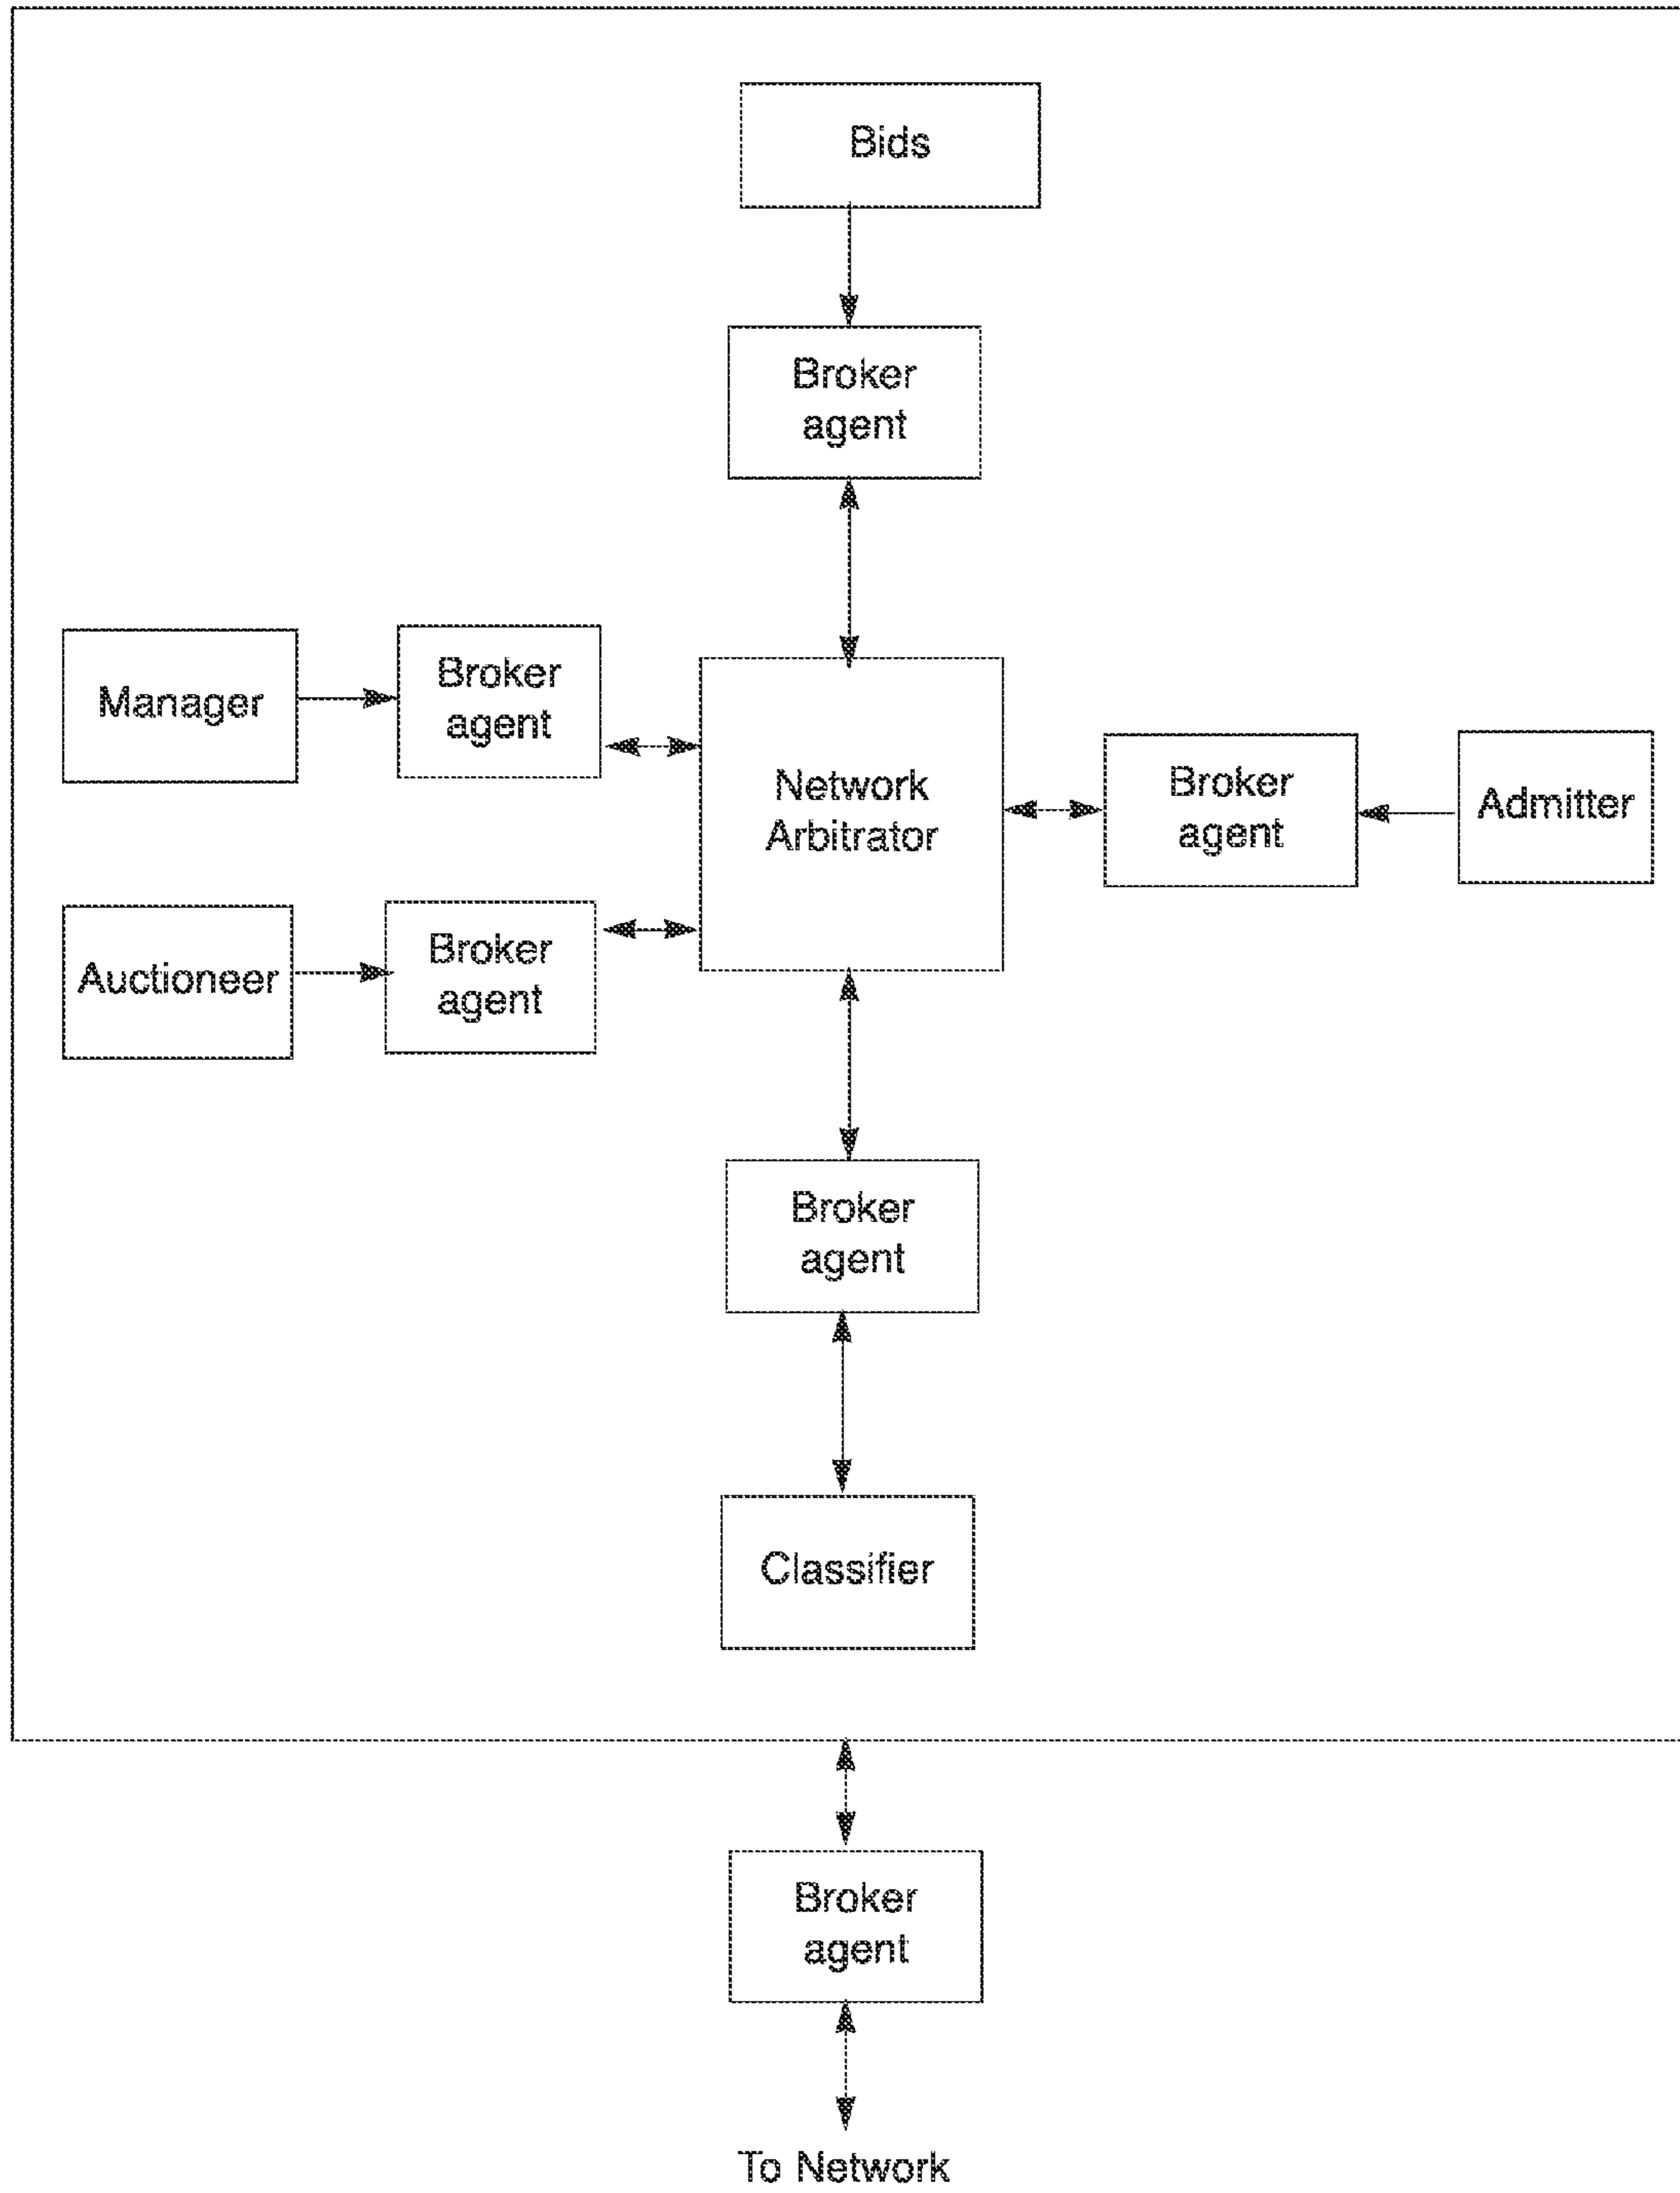 Bids
Broker
agent
Manager
Broker
agent
Network
Arbitrator
Broker
agent
Admitter
Auctioneer
Broker
agent
Broker
agent
Classifier
Broker
agent
To Network